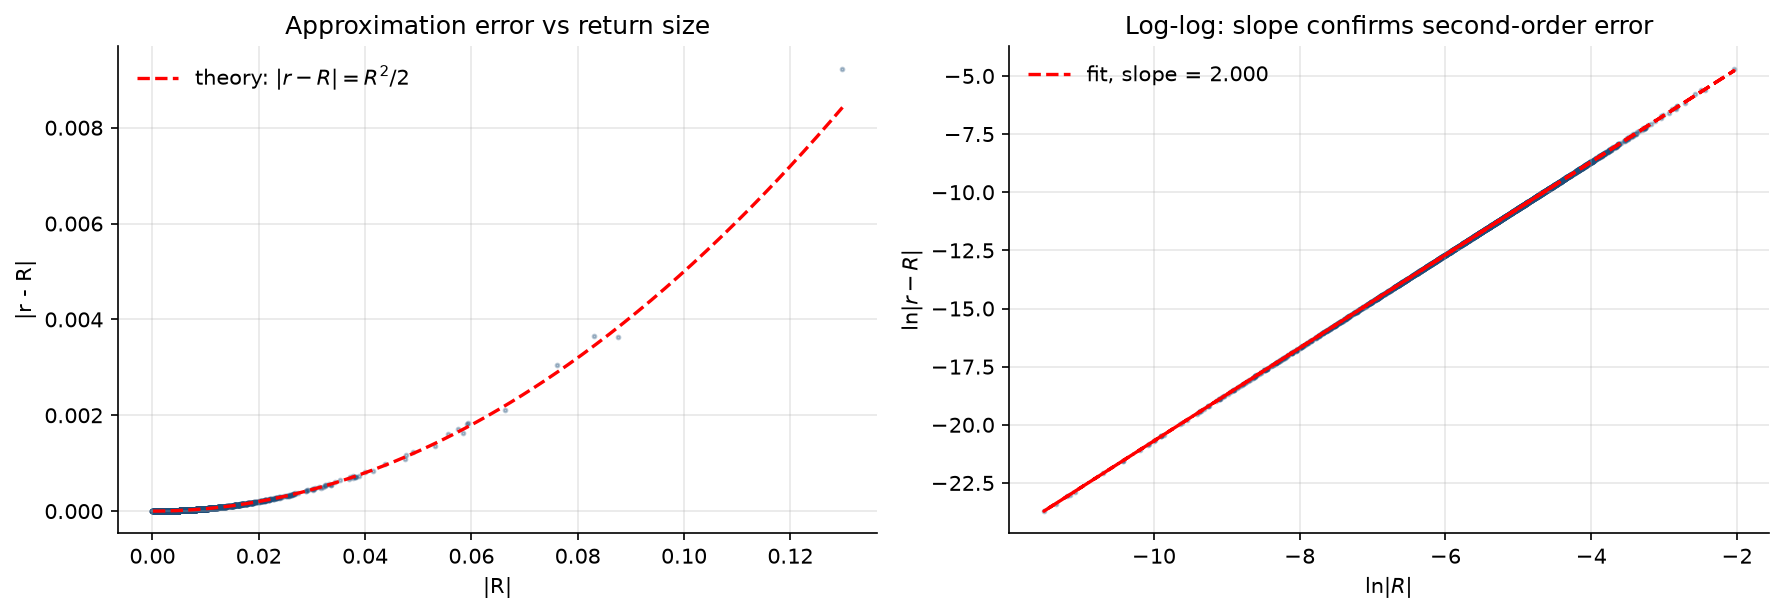 Approximation error vs return size
theory: |r − R| = R²/2
|r - R|
0.008
0.006
0.004
0.002
0.000
0.00 0.02 0.04 0.06 0.08 0.10 0.12
|R|
Log-log: slope confirms second-order error
fit, slope = 2.000
ln|r − R|
−5.0
−7.5
−10.0
−12.5
−15.0
−17.5
−20.0
−22.5
−10 −8 −6 −4 −2
ln|R|